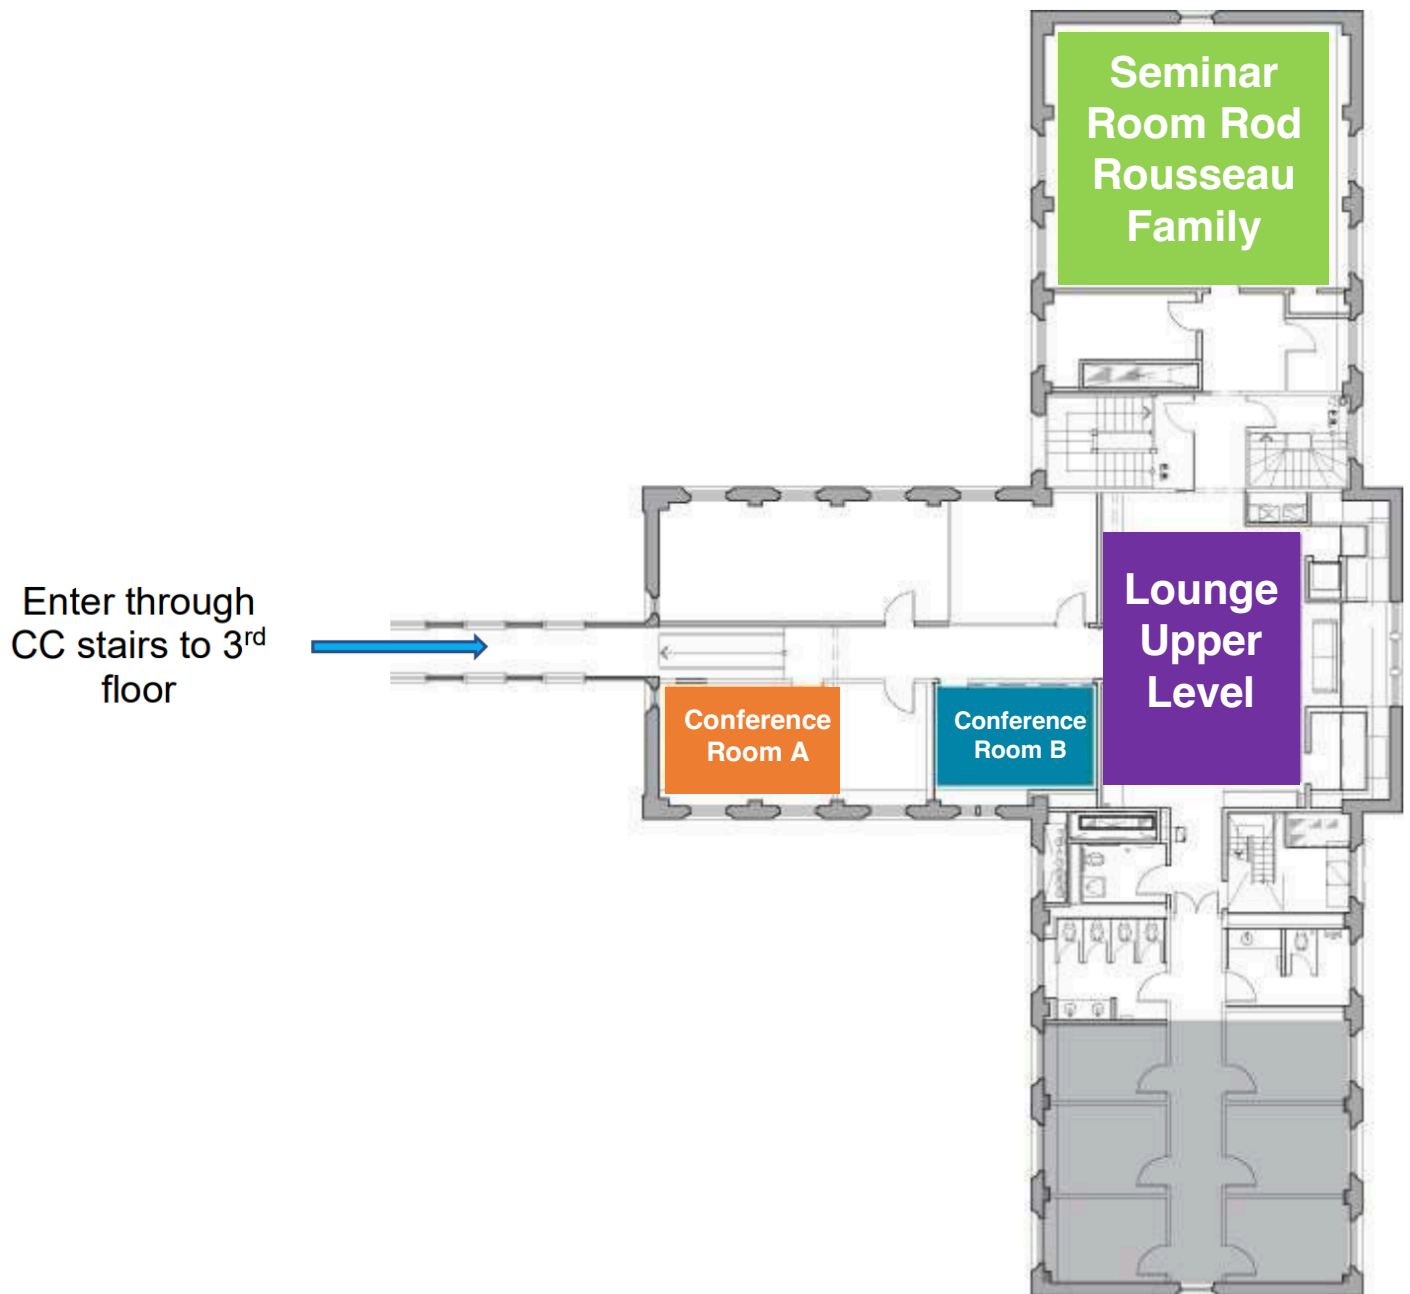 Seminar
Room Rod
Rousseau
Family
Enter through
CC stairs to 3rd
floor
Lounge
Upper
Level
Conference
Room A
Conference
Room B